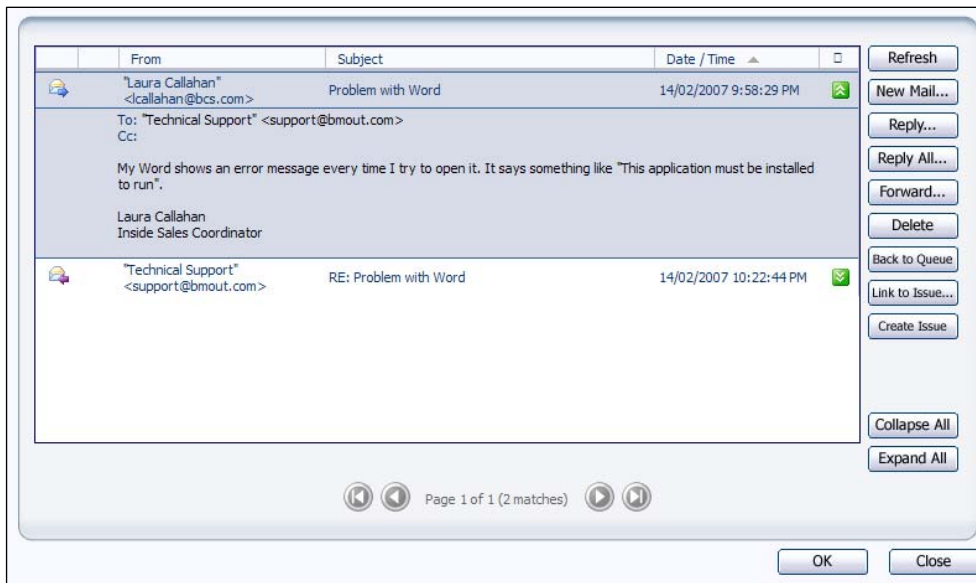 From Subject Date / Time
"Laura Callahan"
<lcallahan@bcs.com> Problem with Word 14/02/2007 9:58:29 PM
To: "Technical Support" <support@bmout.com>
Cc:
My Word shows an error message every time I try to open it. It says something like "This application must be installed
to run".
Laura Callahan
Inside Sales Coordinator
"Technical Support"
<support@bmout.com> RE: Problem with Word 14/02/2007 10:22:44 PM
Refresh
New Mail...
Reply...
Reply All...
Forward...
Delete
Back to Queue
Link to Issue...
Create Issue
Collapse All
Expand All
Page 1 of 1 (2 matches)
OK Close